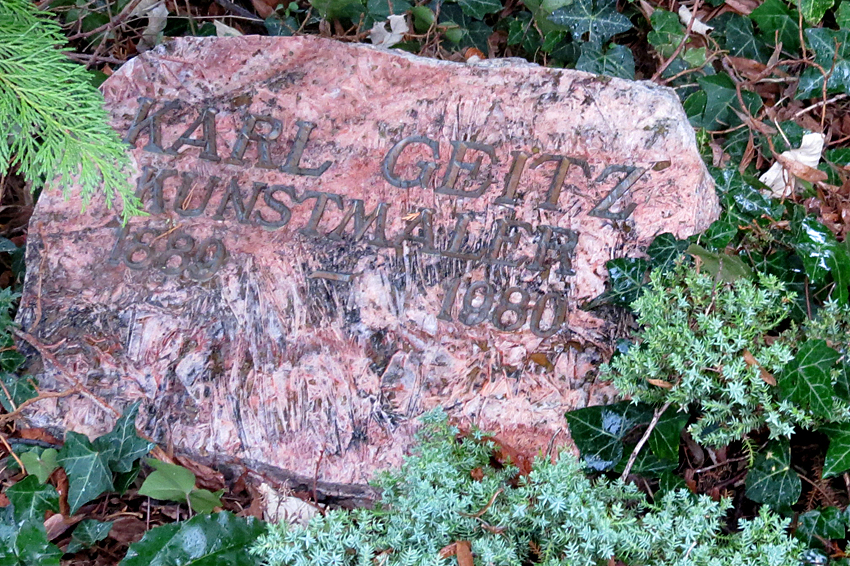 KARL GEITZ
KUNSTMALER
1889 – 1980